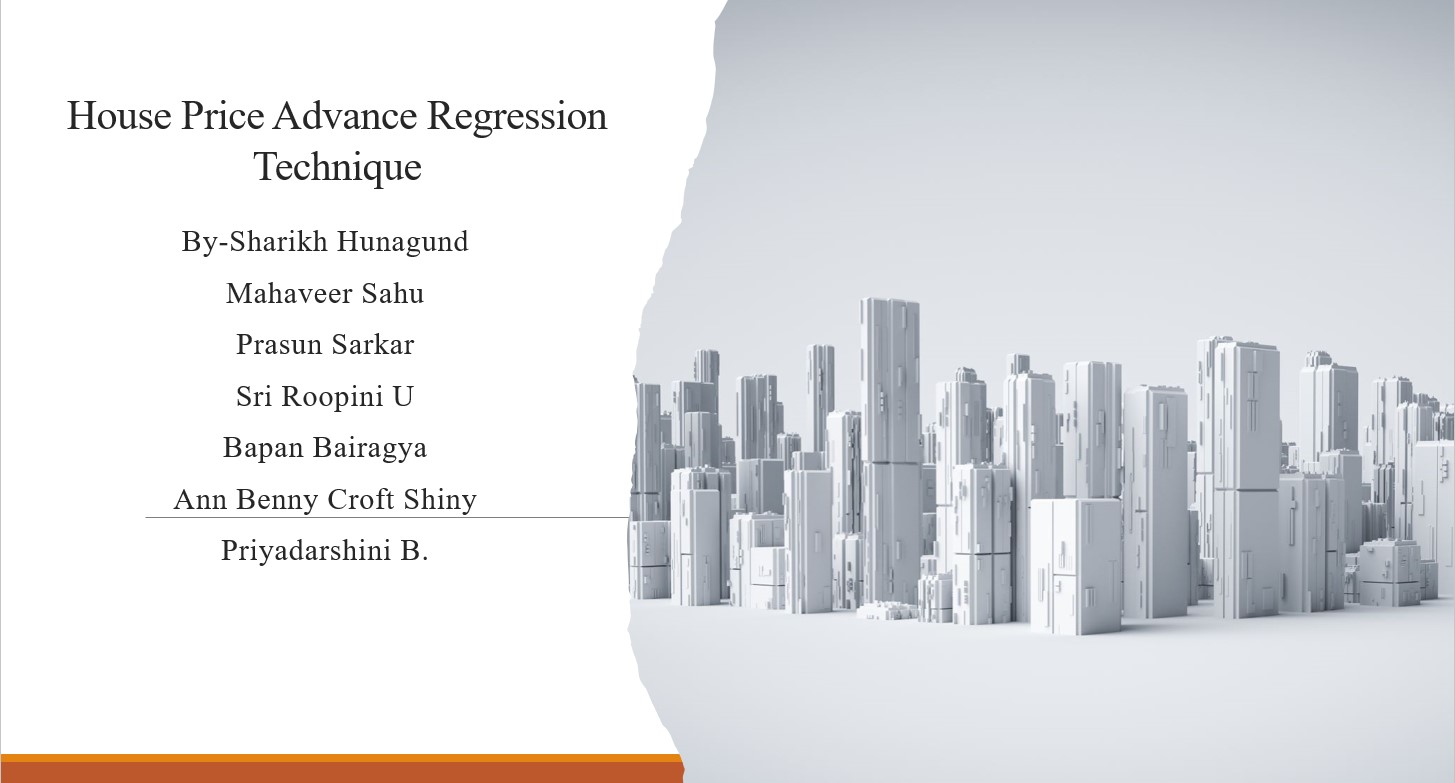 House Price Advance Regression
Technique
By-Sharikh Hunagund
Mahaveer Sahu
Prasun Sarkar
Sri Roopini U
Bapan Bairagya
Ann Benny Croft Shiny
Priyadarshini B.